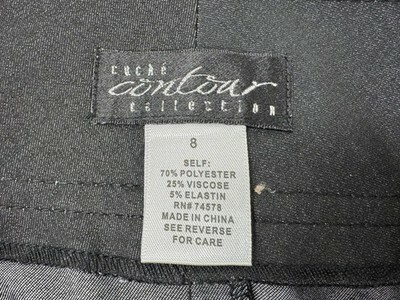 ruché
contour
collection
8
SELF:
70% POLYESTER
25% VISCOSE
5% ELASTIN
RN# 74578
MADE IN CHINA
SEE REVERSE
FOR CARE